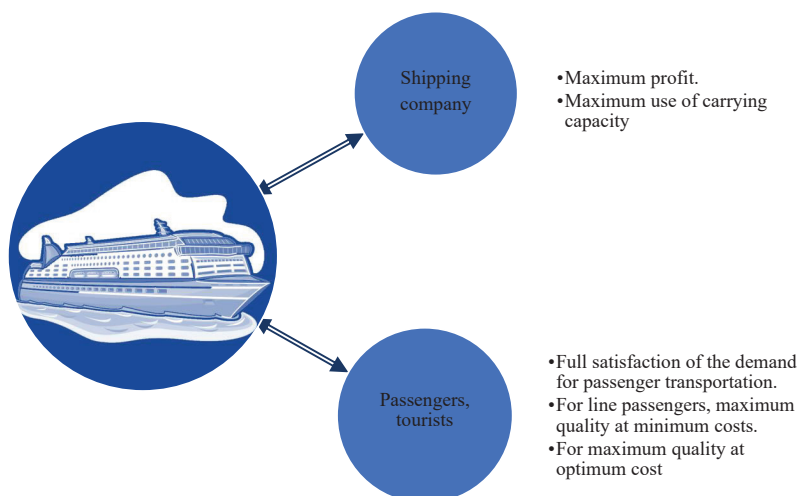 Shipping
company
•Maximum profit.
•Maximum use of carrying
capacity
Passengers,
tourists
•Full satisfaction of the demand
for passenger transportation.
•For line passengers, maximum
quality at minimum costs.
•For maximum quality at
optimum cost